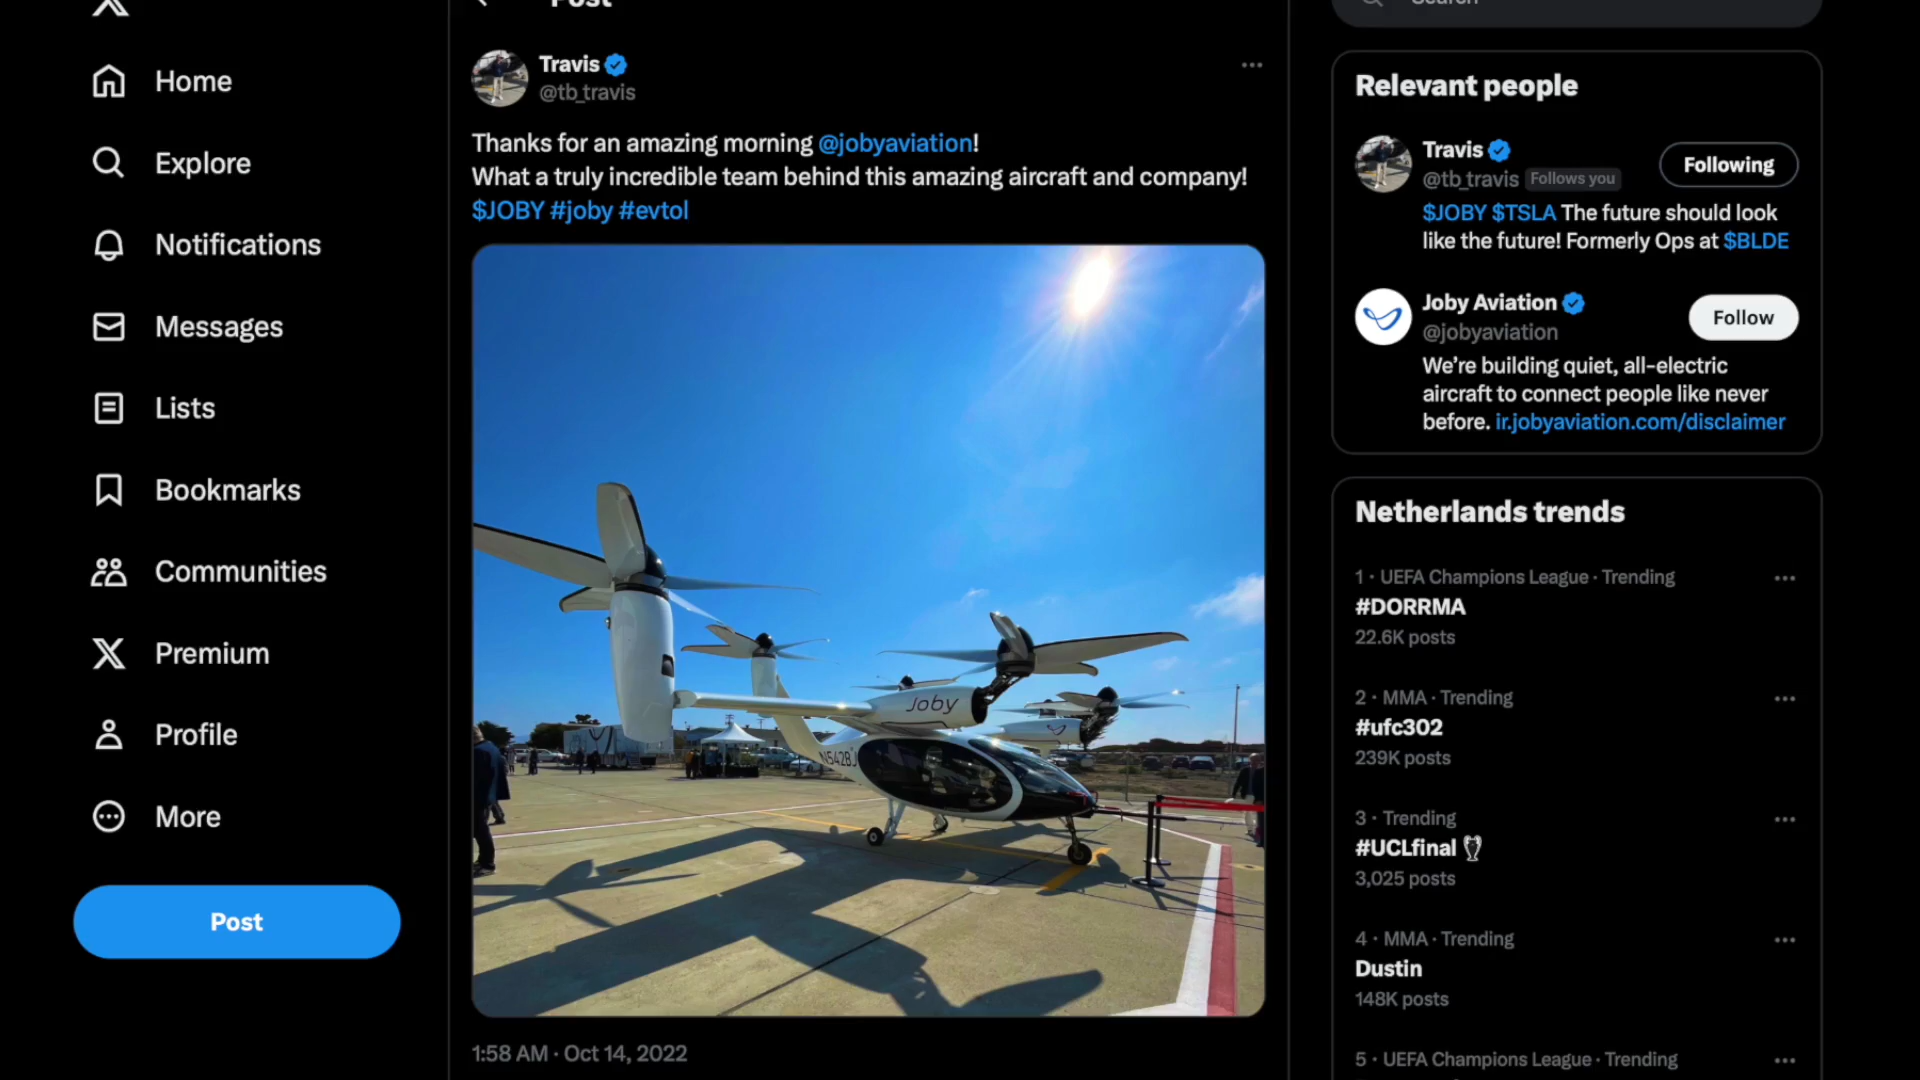 Post
Home
Explore
Notifications
Messages
Lists
Bookmarks
Communities
Premium
Profile
More
Post
Travis
@tb_travis
Thanks for an amazing morning @jobyaviation!
What a truly incredible team behind this amazing aircraft and company!
$JOBY #joby #evtol
Joby
N542BJ
1:58 AM · Oct 14, 2022
Search
Relevant people
Travis
@tb_travis Follows you
Following
$JOBY $TSLA The future should look
like the future! Formerly Ops at $BLDE
Joby Aviation
@jobyaviation
Follow
We’re building quiet, all-electric
aircraft to connect people like never
before. ir.jobyaviation.com/disclaimer
Netherlands trends
1 · UEFA Champions League · Trending
#DORRMA
22.6K posts
2 · MMA · Trending
#ufc302
239K posts
3 · Trending
#UCLfinal
3,025 posts
4 · MMA · Trending
Dustin
148K posts
5 · UEFA Champions League · Trending